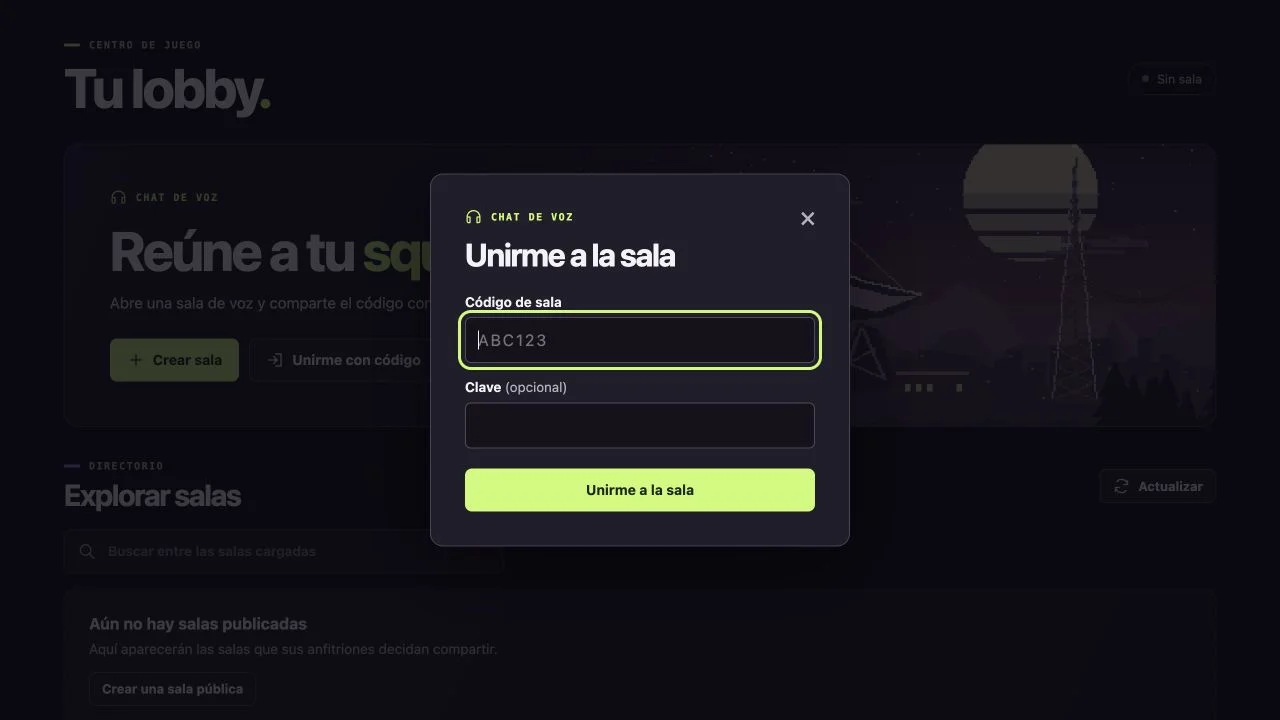 CENTRO DE JUEGO
Tu lobby.
Sin sala
CHAT DE VOZ
Reúne a tu squ
Abre una sala de voz y comparte el código con
Crear sala
Unirme con código
CHAT DE VOZ
Unirme a la sala
Código de sala
ABC123
Clave (opcional)
Unirme a la sala
DIRECTORIO
Explorar salas
Actualizar
Buscar entre las salas cargadas
Aún no hay salas publicadas
Aquí aparecerán las salas que sus anfitriones decidan compartir.
Crear una sala pública